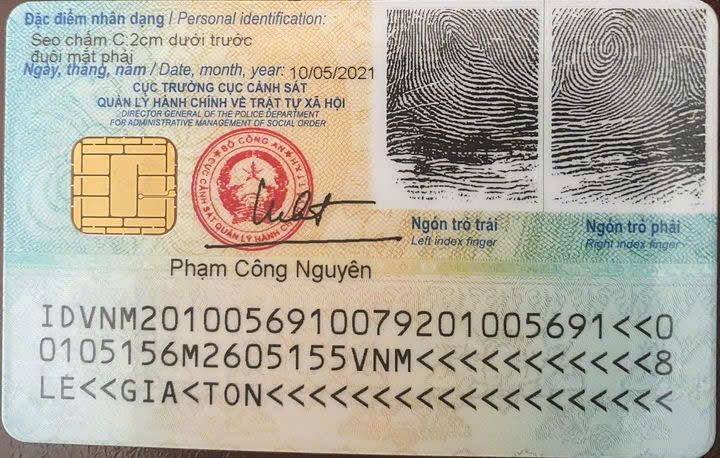 Đặc điểm nhân dạng / Personal identification:
Sẹo chấm C.2cm dưới trước
đuôi mắt phải
Ngày, tháng, năm / Date, month, year: 10/05/2021
CỤC TRƯỞNG CỤC CẢNH SÁT
QUẢN LÝ HÀNH CHÍNH VỀ TRẬT TỰ XÃ HỘI
DIRECTOR GENERAL OF THE POLICE DEPARTMENT
FOR ADMINISTRATIVE MANAGEMENT OF SOCIAL ORDER
BỘ CÔNG AN
CỤC CẢNH SÁT QUẢN LÝ HÀNH
Ngón trỏ trái
Left index finger
Ngón trỏ phải
Right index finger
Phạm Công Nguyên
IDVNM2010056910079201005691<<0
0105156M2605155VNM<<<<<<<<<<<8
LE<<GIA<TON<<<<<<<<<<<<<<<<<<<